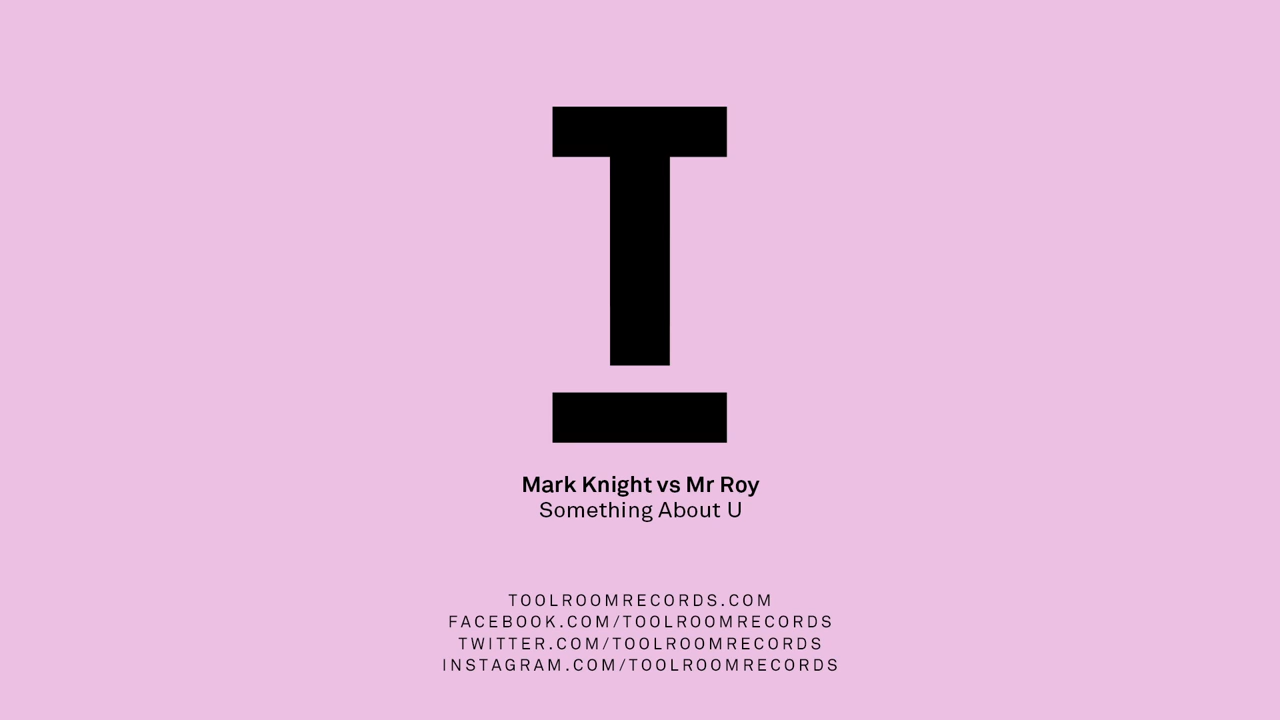 Mark Knight vs Mr Roy
Something About U
TOOLROOMRECORDS.COM
FACEBOOK.COM/TOOLROOMRECORDS
TWITTER.COM/TOOLROOMRECORDS
INSTAGRAM.COM/TOOLROOMRECORDS